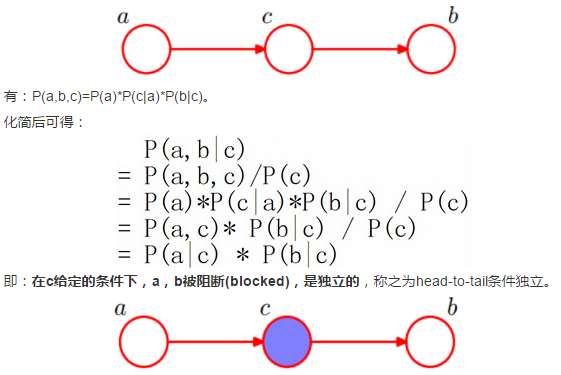 a c b
有：P(a,b,c)=P(a)*P(c|a)*P(b|c)。
化简后可得：
P(a,b|c)
= P(a,b,c)/P(c)
= P(a)*P(c|a)*P(b|c) / P(c)
= P(a,c)* P(b|c) / P(c)
= P(a|c) * P(b|c)
即：在c给定的条件下，a，b被阻断(blocked)，是独立的，称之为head-to-tail条件独立。
a c b